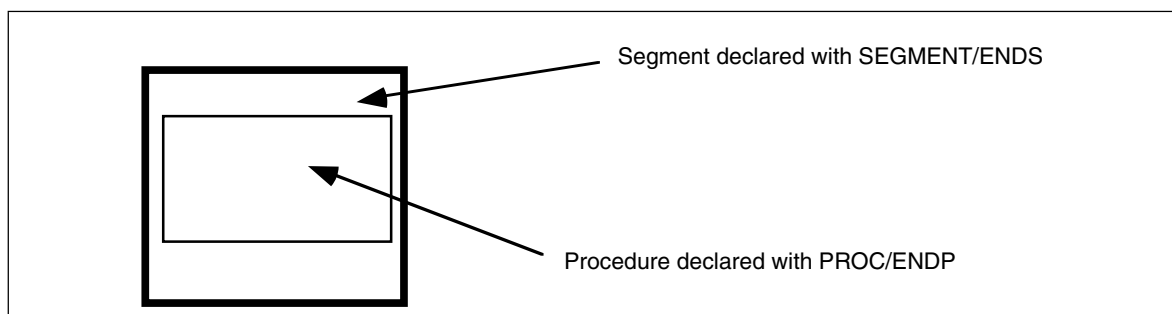 Segment declared with SEGMENT/ENDS
Procedure declared with PROC/ENDP